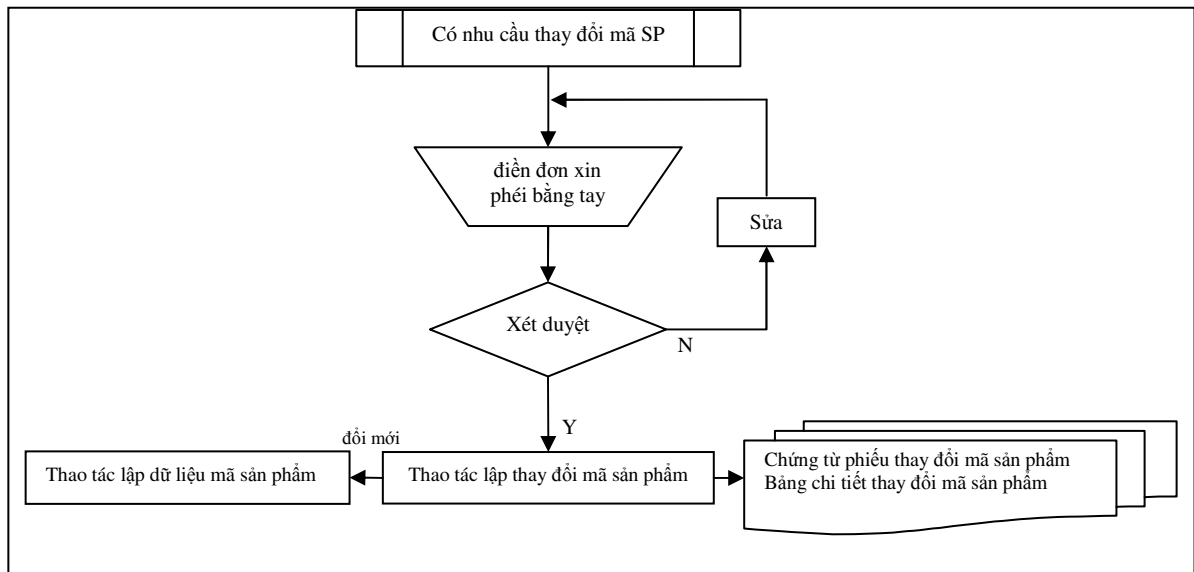 Có nhu cầu thay đổi mã SP
điền đơn xin
phéi bằng tay
Sửa
Xét duyệt
N
Y
đổi mới
Thao tác lập dữ liệu mã sản phẩm
Thao tác lập thay đổi mã sản phẩm
Chứng từ phiếu thay đổi mã sản phẩm
Bảng chi tiết thay đổi mã sản phẩm